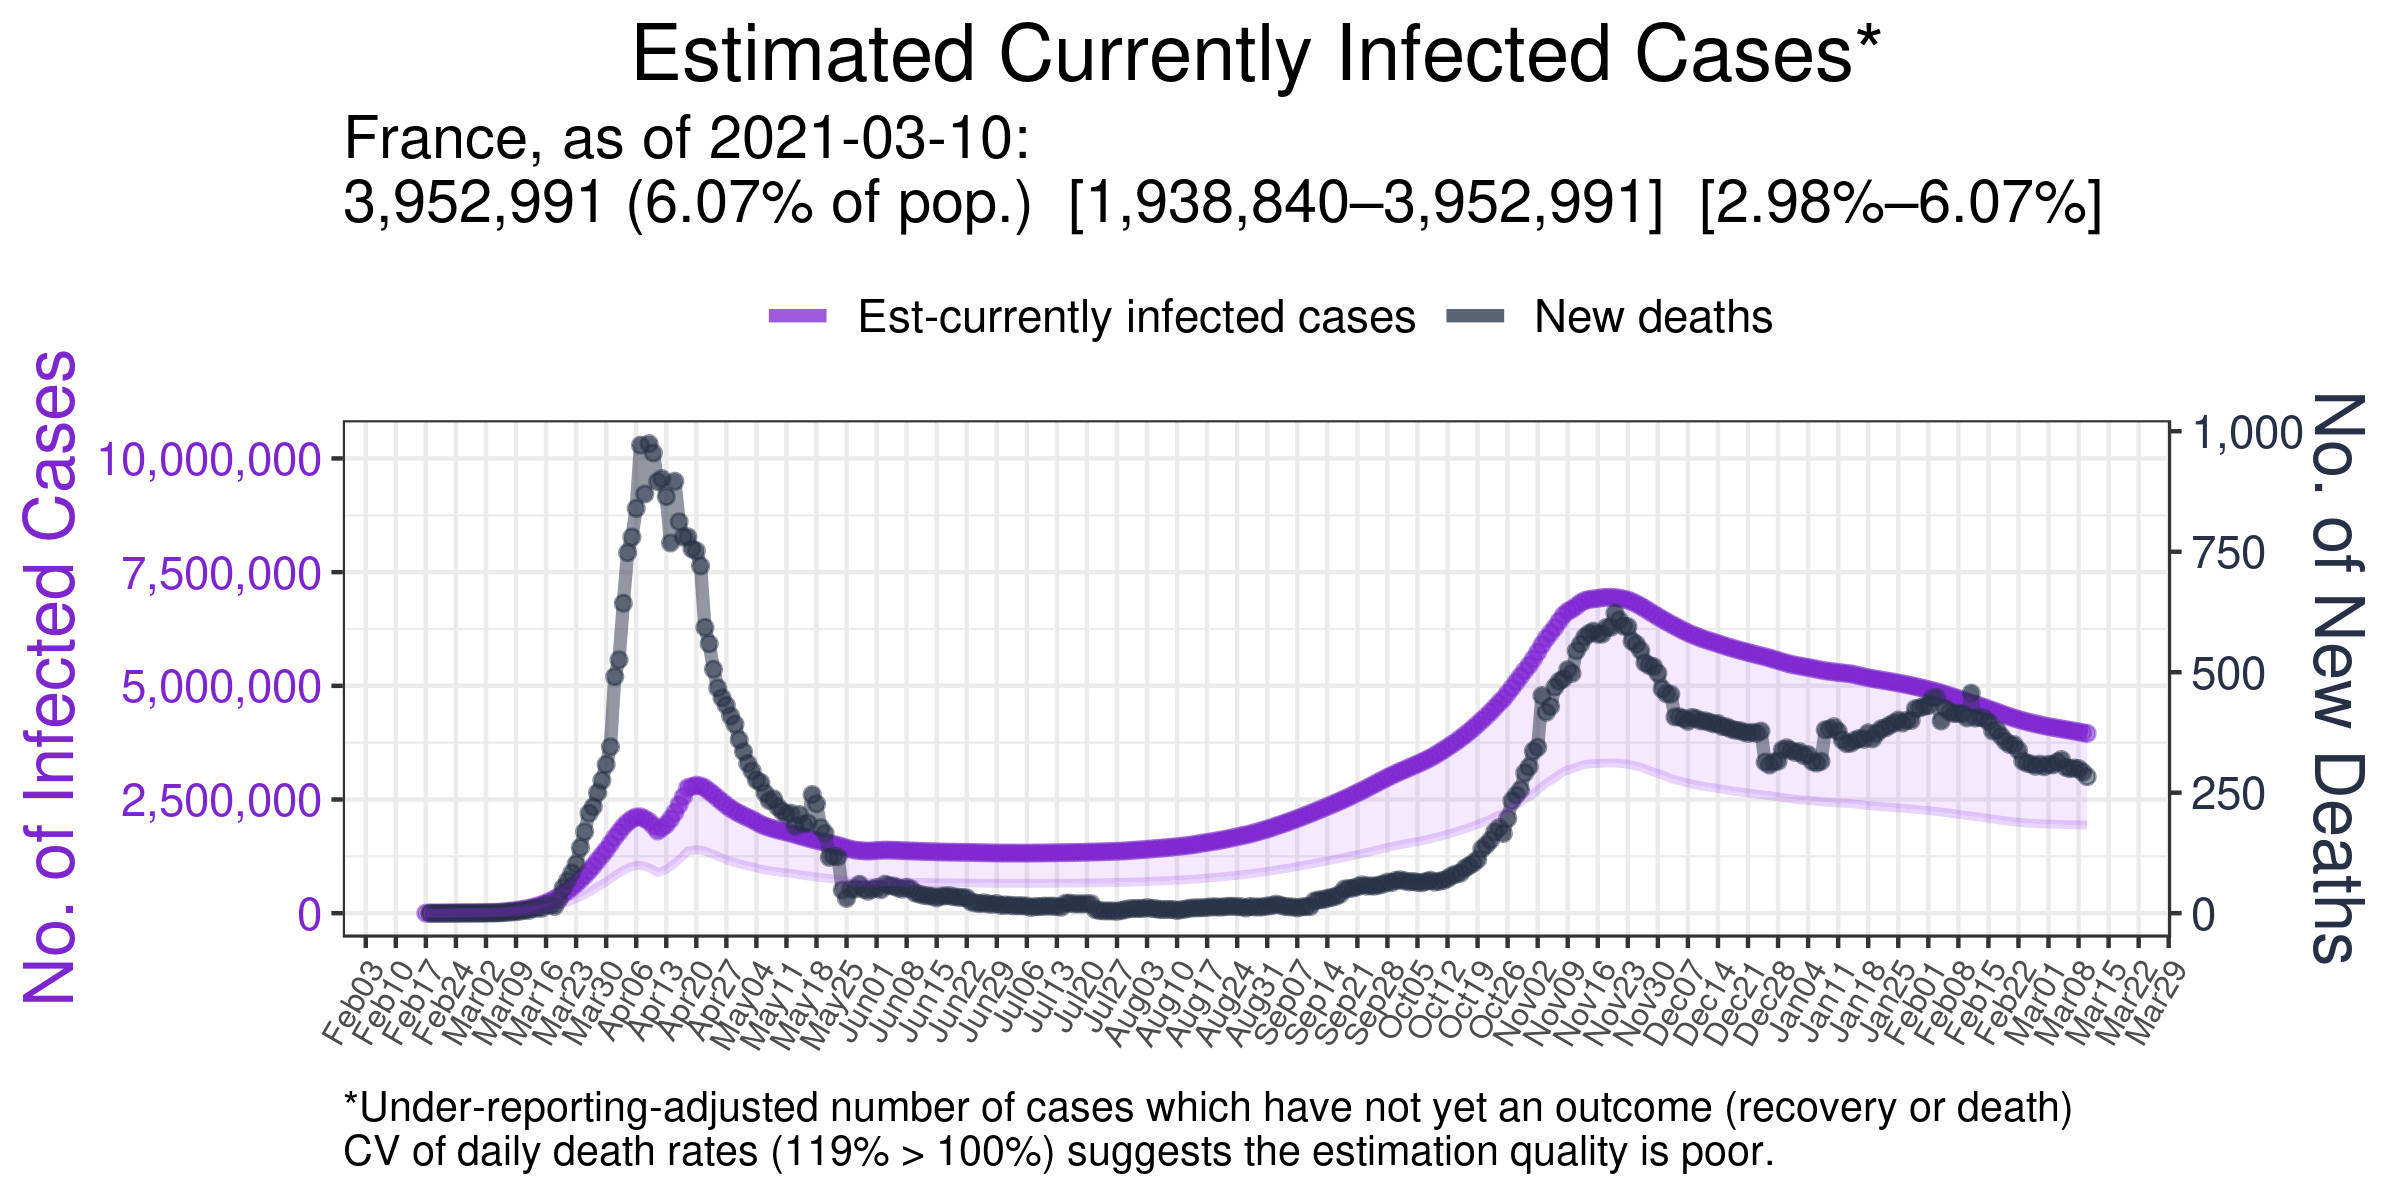 Estimated Currently Infected Cases*
France, as of 2021-03-10:
3,952,991 (6.07% of pop.) [1,938,840–3,952,991] [2.98%–6.07%]
Est-currently infected cases
New deaths
No. of Infected Cases
10,000,000
7,500,000
5,000,000
2,500,000
0
1,000
750
500
250
0
No. of New Deaths
Feb03
Feb10
Feb17
Feb24
Mar02
Mar09
Mar16
Mar23
Mar30
Apr06
Apr13
Apr20
Apr27
May04
May11
May18
May25
Jun01
Jun08
Jun15
Jun22
Jun29
Jul06
Jul13
Jul20
Jul27
Aug03
Aug10
Aug17
Aug24
Aug31
Sep07
Sep14
Sep21
Sep28
Oct05
Oct12
Oct19
Oct26
Nov02
Nov09
Nov16
Nov23
Nov30
Dec07
Dec14
Dec21
Dec28
Jan04
Jan11
Jan18
Jan25
Feb01
Feb08
Feb15
Feb22
Mar01
Mar08
Mar15
Mar22
Mar29
*Under-reporting-adjusted number of cases which have not yet an outcome (recovery or death)
CV of daily death rates (119% > 100%) suggests the estimation quality is poor.